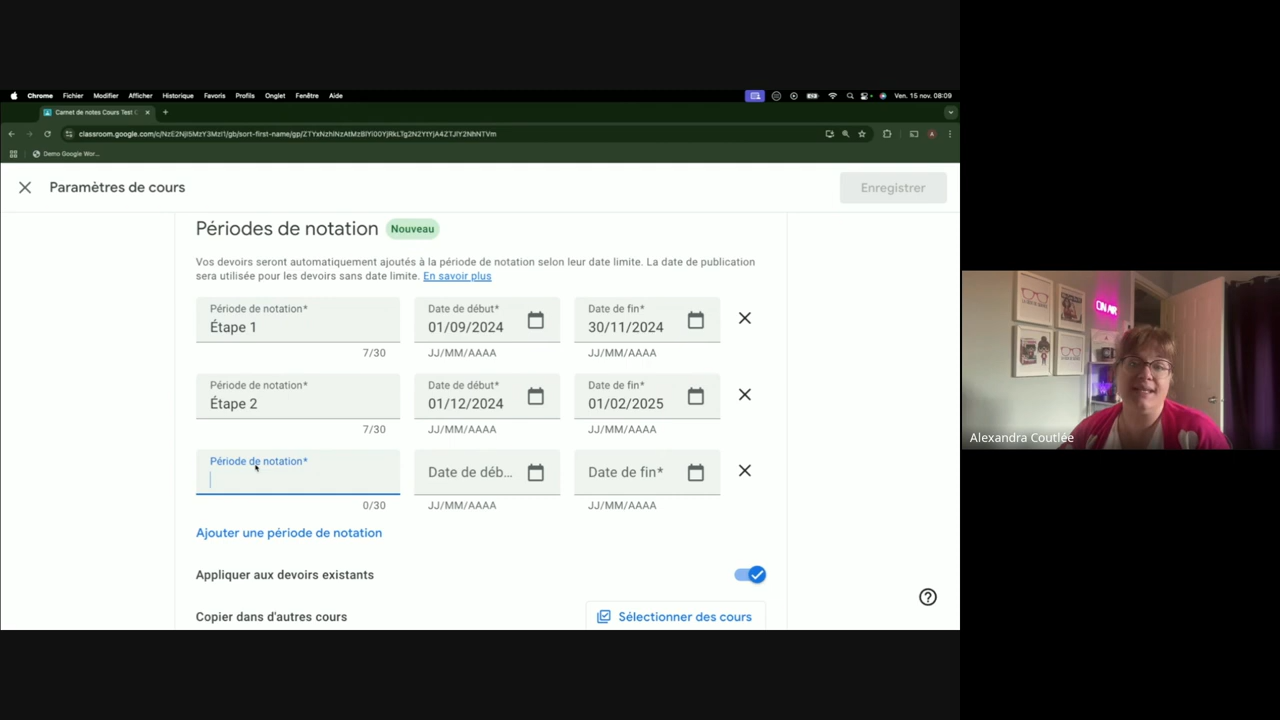 Chrome Fichier Modifier Afficher Historique Favoris Profils Onglet Fenêtre Aide
Ven. 15 nov. 08:09
Carnet de notes Cours Test
Demo Google Wor...
Paramètres de cours
Enregistrer
Périodes de notation Nouveau
Vos devoirs seront automatiquement ajoutés à la période de notation selon leur date limite. La date de publication
sera utilisée pour les devoirs sans date limite. En savoir plus
Période de notation* Date de début* Date de fin*
Étape 1 01/09/2024 30/11/2024
7/30 JJ/MM/AAAA JJ/MM/AAAA
Période de notation* Date de début* Date de fin*
Étape 2 01/12/2024 01/02/2025
7/30 JJ/MM/AAAA JJ/MM/AAAA
Période de notation*
Date de déb... Date de fin*
0/30 JJ/MM/AAAA JJ/MM/AAAA
Ajouter une période de notation
Appliquer aux devoirs existants
Copier dans d'autres cours Sélectionner des cours
ON AIR
Alexandra Coutlée